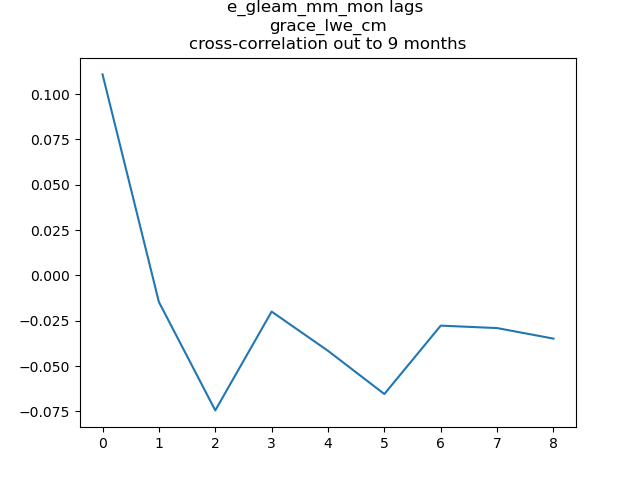 e_gleam_mm_mon lags
grace_lwe_cm
cross-correlation out to 9 months
0.100
0.075
0.050
0.025
0.000
−0.025
−0.050
−0.075
0 1 2 3 4 5 6 7 8